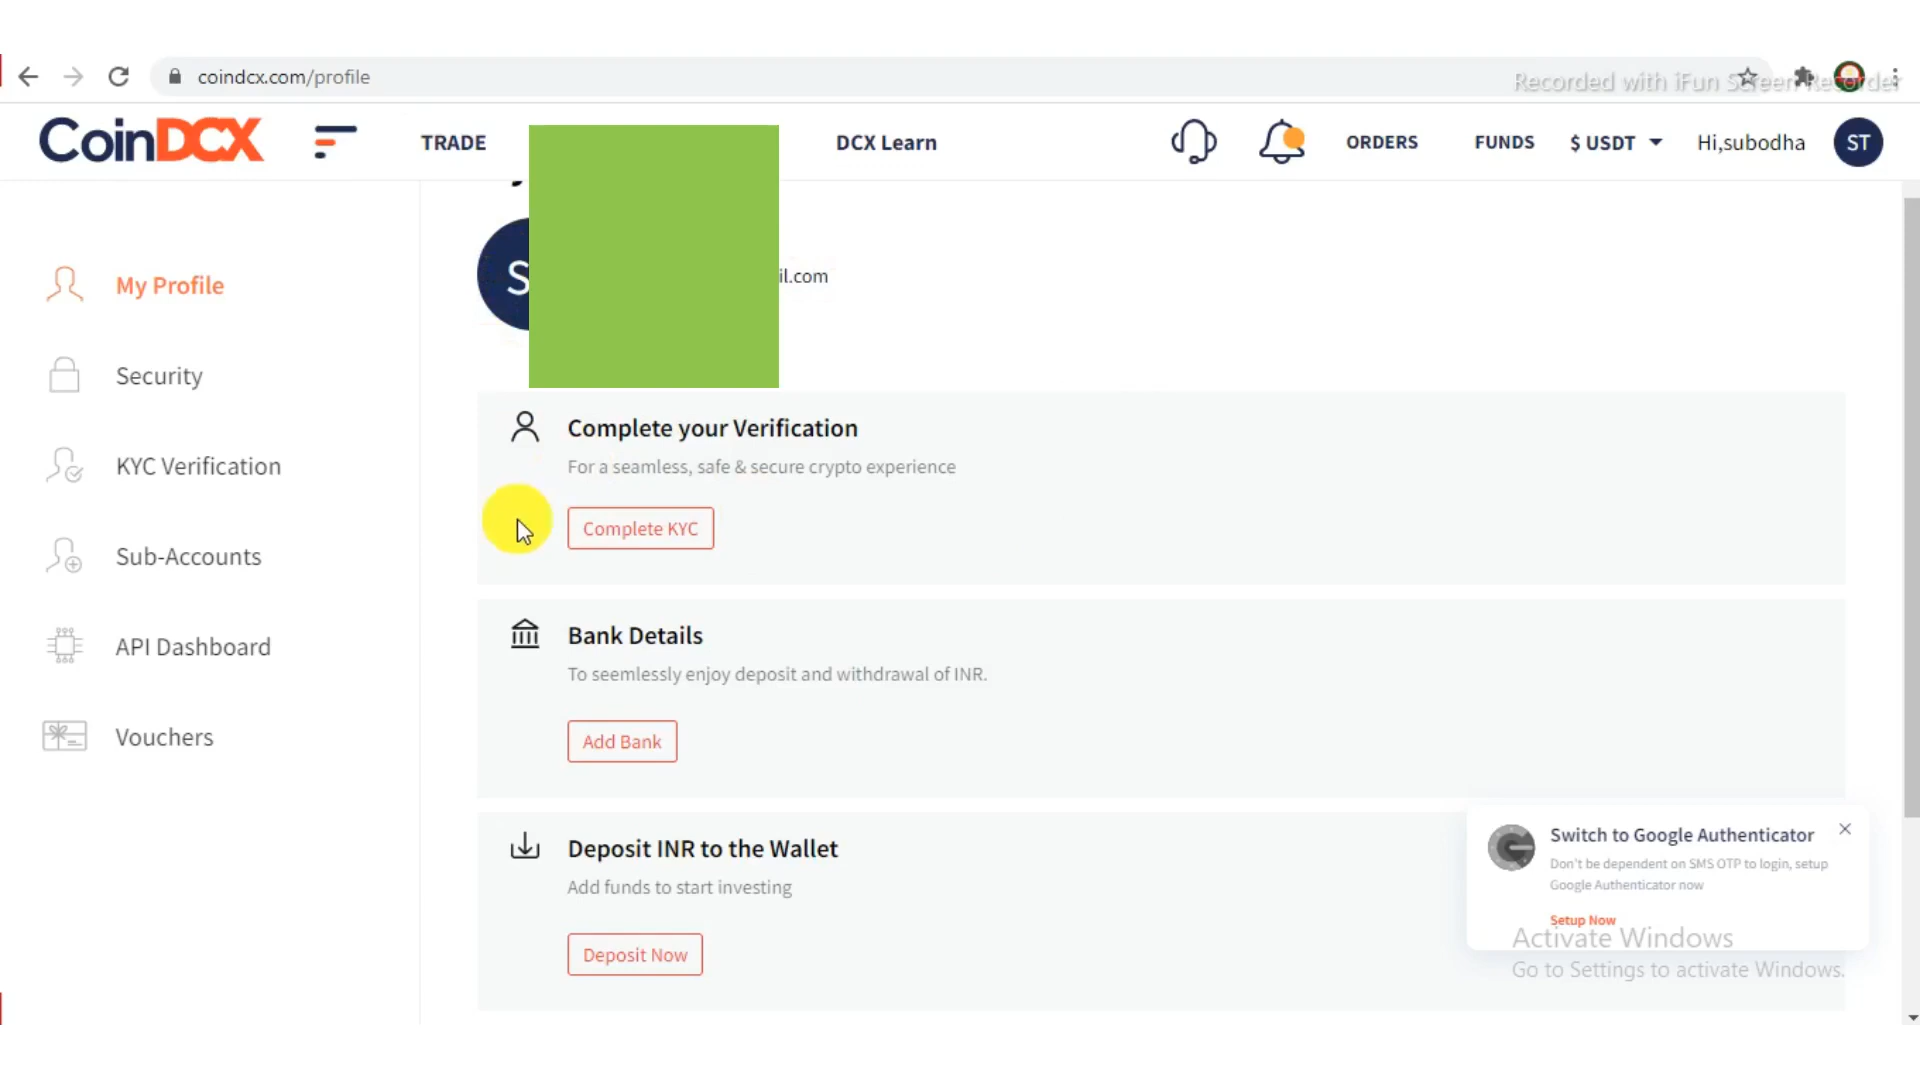 coindcx.com/profile
Recorded with iFun Screen Recorder
CoinDCX
TRADE
DCX Learn
ORDERS
FUNDS
$ USDT
Hi,subodha
ST
S
il.com
My Profile
Security
KYC Verification
Sub-Accounts
API Dashboard
Vouchers
Complete your Verification
For a seamless, safe & secure crypto experience
Complete KYC
Bank Details
To seemlessly enjoy deposit and withdrawal of INR.
Add Bank
Deposit INR to the Wallet
Add funds to start investing
Deposit Now
Switch to Google Authenticator
Don't be dependent on SMS OTP to login, setup
Google Authenticator now
Setup Now
Activate Windows
Go to Settings to activate Windows.